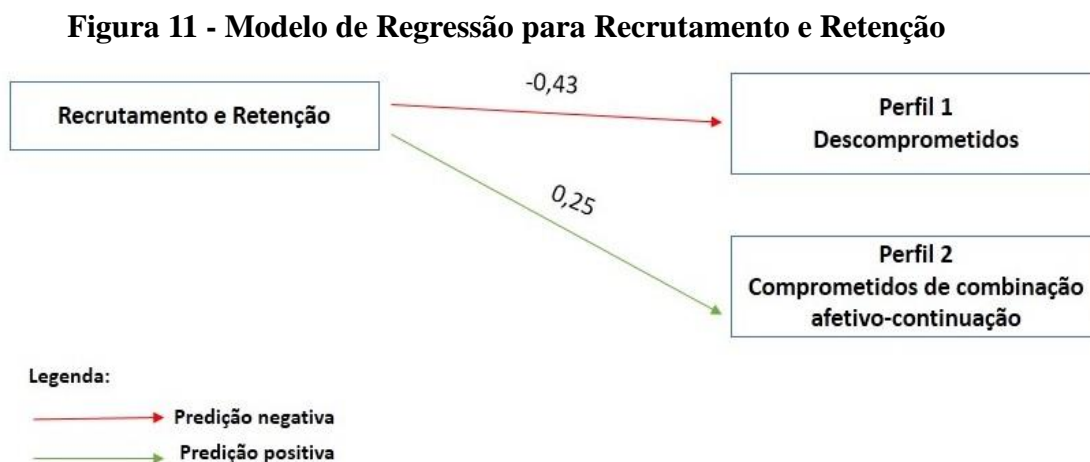 Figura 11 - Modelo de Regressão para Recrutamento e Retenção
-0,43
Recrutamento e Retenção
Perfil 1
Descomprometidos
0,25
Perfil 2
Comprometidos de combinação
afetivo-continuação
Legenda:
Predição negativa
Predição positiva